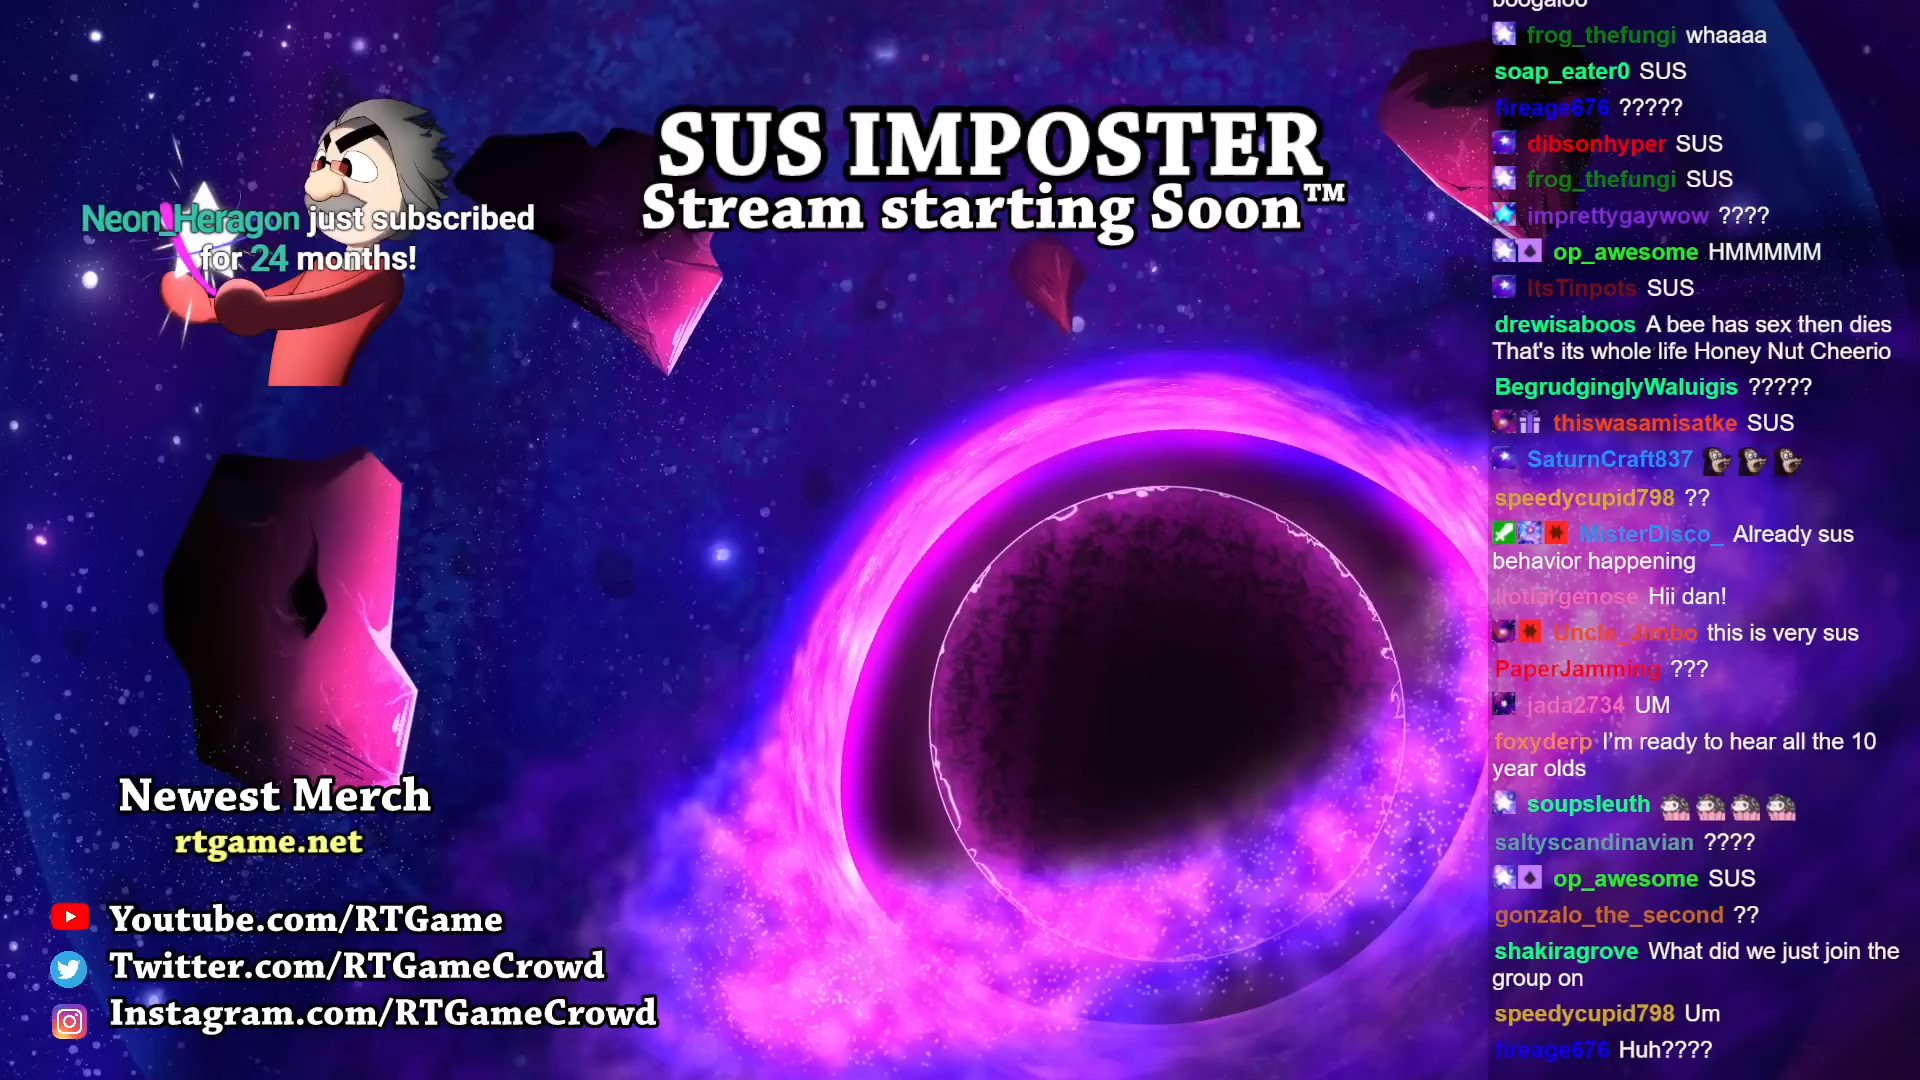 SUS IMPOSTER
Stream starting Soon™
Neon_Heragon just subscribed
for 24 months!
Newest Merch
rtgame.net
Youtube.com/RTGame
Twitter.com/RTGameCrowd
Instagram.com/RTGameCrowd
boogaloo
frog_thefungi whaaaa
soap_eater0 SUS
fireage676 ?????
dibsonhyper SUS
frog_thefungi SUS
imprettygaywow ????
op_awesome HMMMMM
ItsTinpots SUS
drewisaboos A bee has sex then dies
That's its whole life Honey Nut Cheerio
BegrudginglyWaluigis ?????
thiswasamisatke SUS
SaturnCraft837
speedycupid798 ??
MisterDisco_ Already sus
behavior happening
Hii dan!
Uncle_Jimbo this is very sus
PaperJamming ???
jada2734 UM
foxyderp I’m ready to hear all the 10
year olds
soupsleuth
saltyscandinavian ????
op_awesome SUS
gonzalo_the_second ??
shakiragrove What did we just join the
group on
speedycupid798 Um
fireage676 Huh????